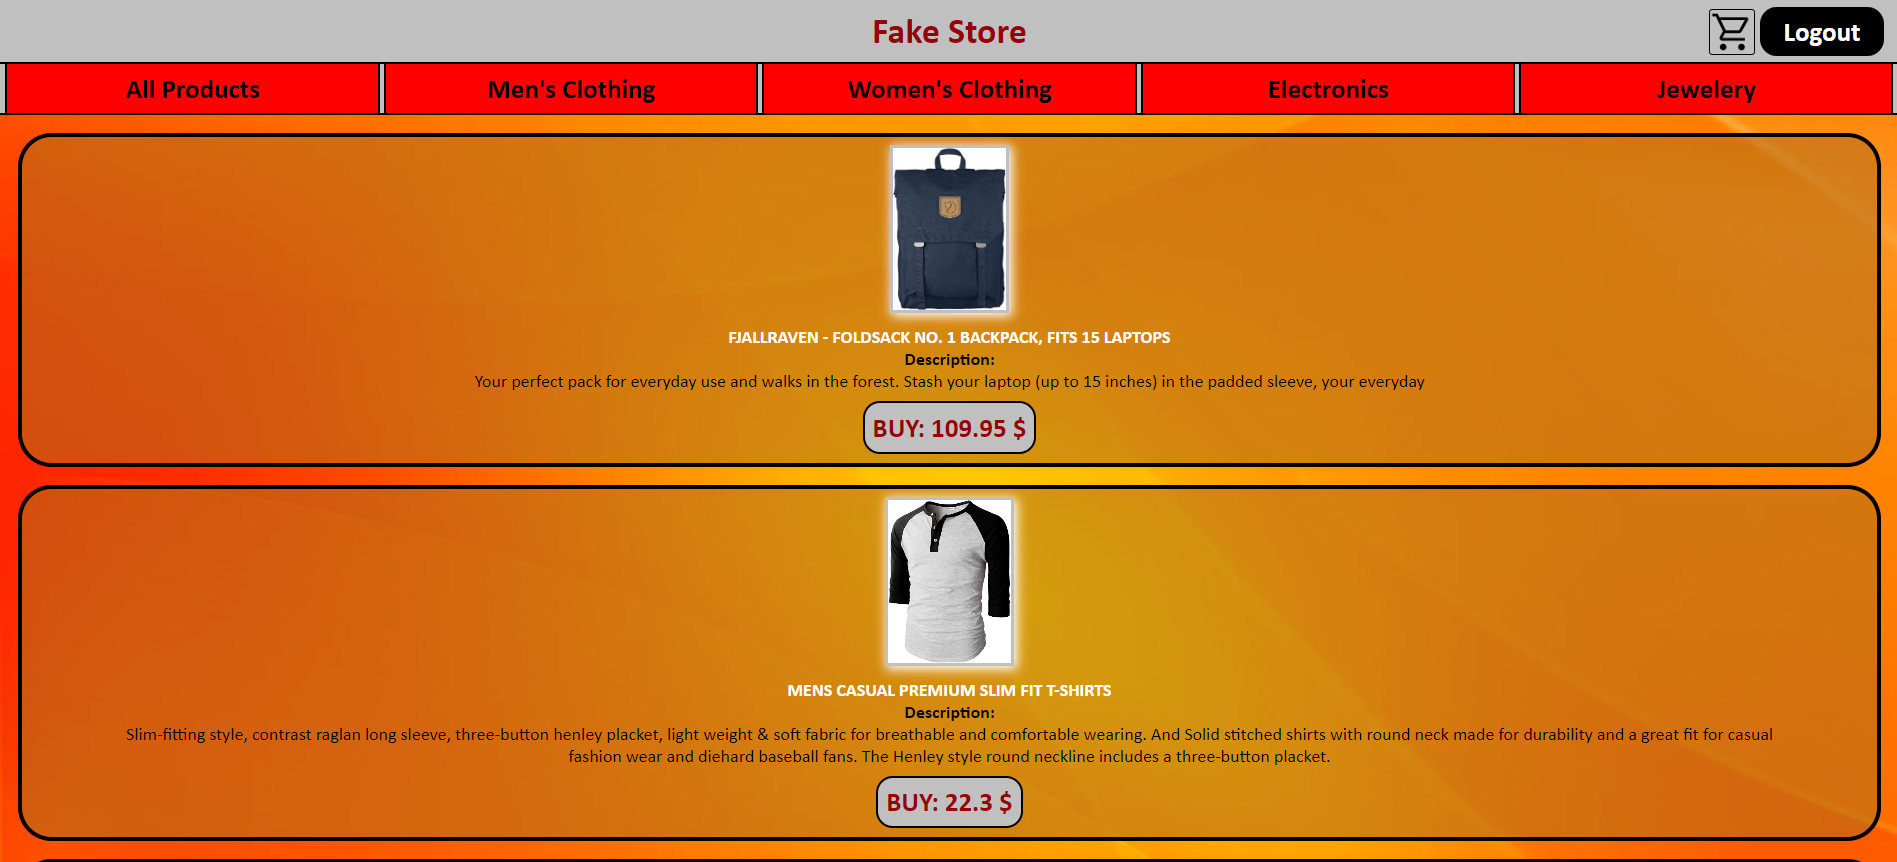 Fake Store
Logout
All Products
Men's Clothing
Women's Clothing
Electronics
Jewelery
FJALLRAVEN - FOLDSACK NO. 1 BACKPACK, FITS 15 LAPTOPS
Description:
Your perfect pack for everyday use and walks in the forest. Stash your laptop (up to 15 inches) in the padded sleeve, your everyday
BUY: 109.95 $
MENS CASUAL PREMIUM SLIM FIT T-SHIRTS
Description:
Slim-fitting style, contrast raglan long sleeve, three-button henley placket, light weight & soft fabric for breathable and comfortable wearing. And Solid stitched shirts with round neck made for durability and a great fit for casual
fashion wear and diehard baseball fans. The Henley style round neckline includes a three-button placket.
BUY: 22.3 $